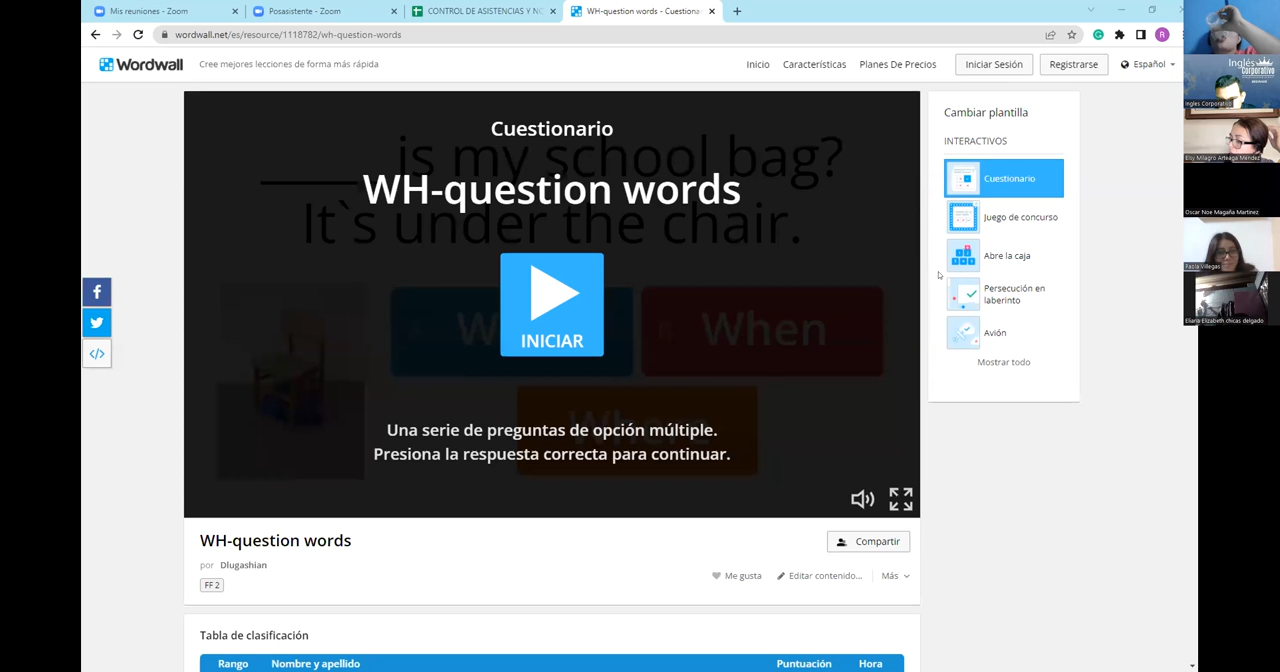 Mis reuniones - Zoom
Posasistente - Zoom
CONTROL DE ASISTENCIAS Y NO
WH-question words - Cuestiona
wordwall.net/es/resource/1118782/wh-question-words
R
Wordwall
Cree mejores lecciones de forma más rápida
Inicio
Características
Planes De Precios
Iniciar Sesión
Registrarse
Español
Cuestionario
____ is my school bag?
WH-question words
It`s under the chair.
When
INICIAR
Where
Una serie de preguntas de opción múltiple.
Presiona la respuesta correcta para continuar.
Cambiar plantilla
INTERACTIVOS
Cuestionario
Juego de concurso
Abre la caja
Persecución en
laberinto
Avión
Mostrar todo
WH-question words
Compartir
por Dlugashian
FF 2
Me gusta
Editar contenido...
Más
Tabla de clasificación
Rango
Nombre y apellido
Puntuación
Hora
Inglés
Corporativo
Ingles Corporativo
Elsy Milagro Arteaga Mendez
Oscar Noe Magaña Martinez
Paola Villegas
Eliana Elizabeth chicas delgado